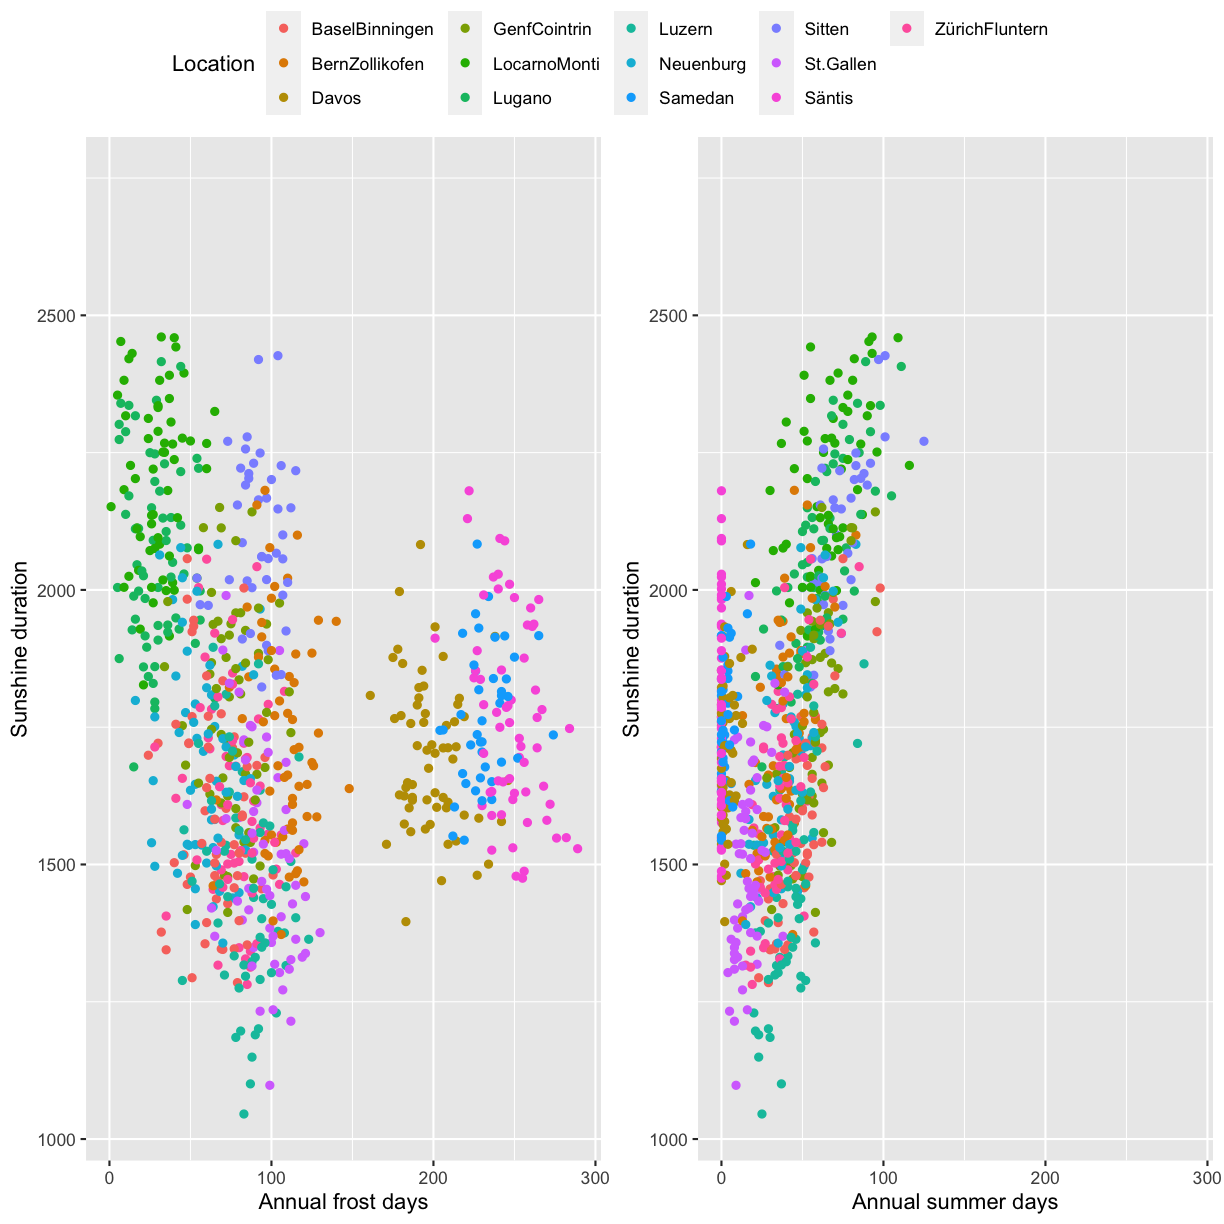 Location
BaselBinningen GenfCointrin Luzern Sitten ZürichFluntern
BernZollikofen LocarnoMonti Neuenburg St.Gallen
Davos Lugano Samedan Säntis
Sunshine duration
2500
2000
1500
1000
0 100 200 300
Annual frost days
Sunshine duration
2500
2000
1500
1000
0 100 200 300
Annual summer days